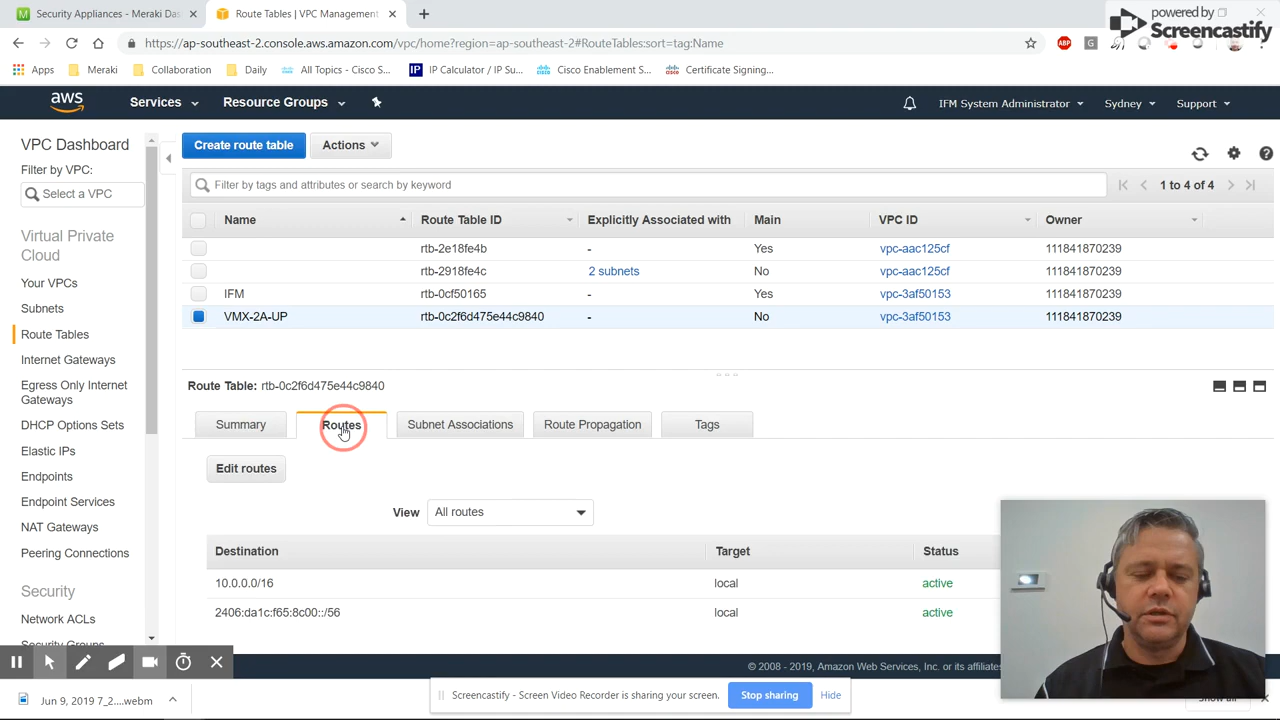 Security Appliances - Meraki Das
Route Tables | VPC Management
powered by
Screencastify
https://ap-southeast-2.console.aws.amazon.com/vpc/h
region=ap-southeast-2#RouteTables:sort=tag:Name
ABP
G
Apps
Meraki
Collaboration
Daily
All Topics - Cisco S...
IP
IP Calculator / IP Su...
Cisco Enablement S...
Certificate Signing...
aws
Services
Resource Groups
IFM System Administrator
Sydney
Support
VPC Dashboard
Filter by VPC:
Select a VPC
Virtual Private
Cloud
Your VPCs
Subnets
Route Tables
Internet Gateways
Egress Only Internet
Gateways
DHCP Option Sets
Elastic IPs
Endpoints
Endpoint Services
NAT Gateways
Peering Connections
Security
Network ACLs
Security Groups
Create route table
Actions
Filter by tags and attributes or search by keyword
1 to 4 of 4
Name Route Table ID Explicitly Associated with Main VPC ID Owner
rtb-2e18fe4b - Yes vpc-aac125cf 111841870239
rtb-2918fe4c 2 subnets No vpc-aac125cf 111841870239
IFM rtb-0cf50165 - Yes vpc-3af50153 111841870239
VMX-2A-UP rtb-0c2f6d475e44c9840 - No vpc-3af50153 111841870239
Route Table: rtb-0c2f6d475e44c9840
Summary
Routes
Subnet Associations
Route Propagation
Tags
Edit routes
View All routes
Destination Target Status
10.0.0.0/16 local active
2406:da1c:f65:8c00::/56 local active
© 2008 - 2019, Amazon Web Services, Inc. or its affiliates
Screencastify - Screen Video Recorder is sharing your screen.
Stop sharing
Hide
Jun 9, 2019 7_2....webm
Show all